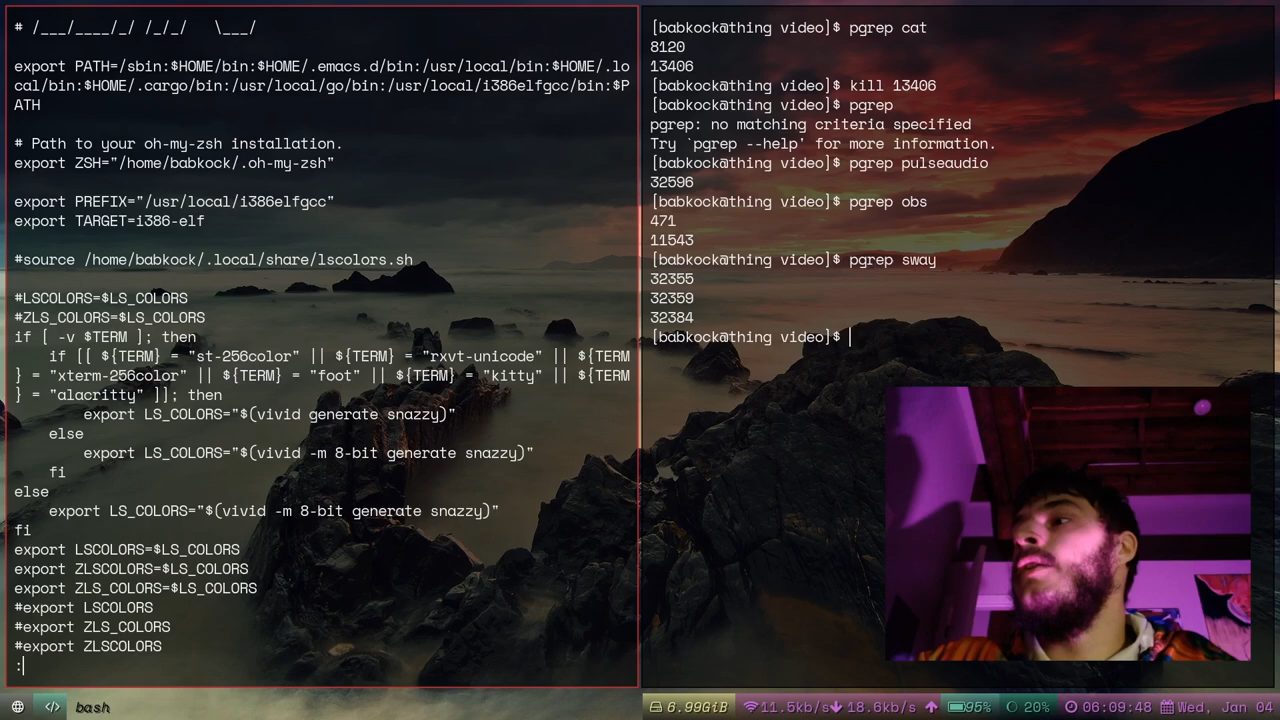 # /___/____/_/ /_/_/   \___/
export PATH=/sbin:$HOME/bin:$HOME/.emacs.d/bin:/usr/local/bin:$HOME/.lo
cal/bin:$HOME/.cargo/bin:/usr/local/go/bin:/usr/local/i386elfgcc/bin:$P
ATH
# Path to your oh-my-zsh installation.
export ZSH="/home/babkock/.oh-my-zsh"
export PREFIX="/usr/local/i386elfgcc"
export TARGET=i386-elf
#source /home/babkock/.local/share/lscolors.sh
#LSCOLORS=$LS_COLORS
#ZLS_COLORS=$LS_COLORS
if [ -v $TERM ]; then
    if [[ ${TERM} = "st-256color" || ${TERM} = "rxvt-unicode" || ${TERM
} = "xterm-256color" || ${TERM} = "foot" || ${TERM} = "kitty" || ${TERM
} = "alacritty" ]]; then
        export LS_COLORS="$(vivid generate snazzy)"
    else
        export LS_COLORS="$(vivid -m 8-bit generate snazzy)"
    fi
else
    export LS_COLORS="$(vivid -m 8-bit generate snazzy)"
fi
export LSCOLORS=$LS_COLORS
export ZLSCOLORS=$LS_COLORS
export ZLS_COLORS=$LS_COLORS
#export LSCOLORS
#export ZLS_COLORS
#export ZLSCOLORS
:
[babkock@thing video]$ pgrep cat
8120
13406
[babkock@thing video]$ kill 13406
[babkock@thing video]$ pgrep
pgrep: no matching criteria specified
Try `pgrep --help' for more information.
[babkock@thing video]$ pgrep pulseaudio
32596
[babkock@thing video]$ pgrep obs
471
11543
[babkock@thing video]$ pgrep sway
32355
32359
32384
[babkock@thing video]$
</> bash 6.99GiB 11.5kb/s 18.6kb/s 95% 20% 06:09:48 Wed, Jan 04